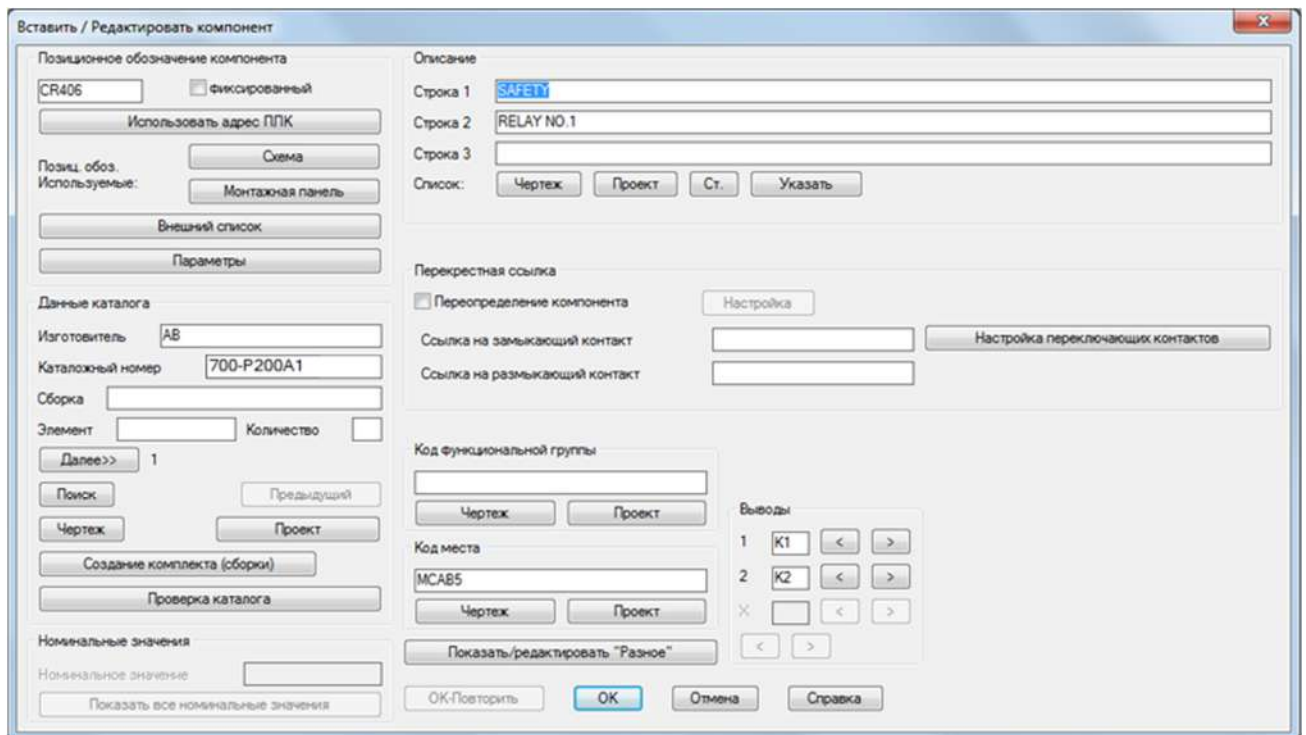 Вставить / Редактировать компонент
Позиционное обозначение компонента
CR406
фиксированный
Использовать адрес ПЛК
Позиц. обоз.
Используемые:
Схема
Монтажная панель
Внешний список
Параметры
Данные каталога
Изготовитель AB
Каталожный номер 700-P200A1
Сборка
Элемент Количество
Далее>> 1
Поиск Предыдущий
Чертеж Проект
Создание комплекта (сборки)
Проверка каталога
Номинальные значения
Номинальное значение
Показать все номинальные значения
Описание
Строка 1 SAFETY
Строка 2 RELAY NO.1
Строка 3
Список: Чертеж Проект Ст. Указать
Перекрестная ссылка
Переопределение компонента Настройка
Ссылка на замыкающий контакт Настройка переключающих контактов
Ссылка на размыкающий контакт
Код функциональной группы
Чертеж Проект
Код места
MCAB5
Чертеж Проект
Показать/редактировать "Разное"
Выводы
1 K1 < >
2 K2 < >
X < >
< >
ОК-Повторить ОК Отмена Справка